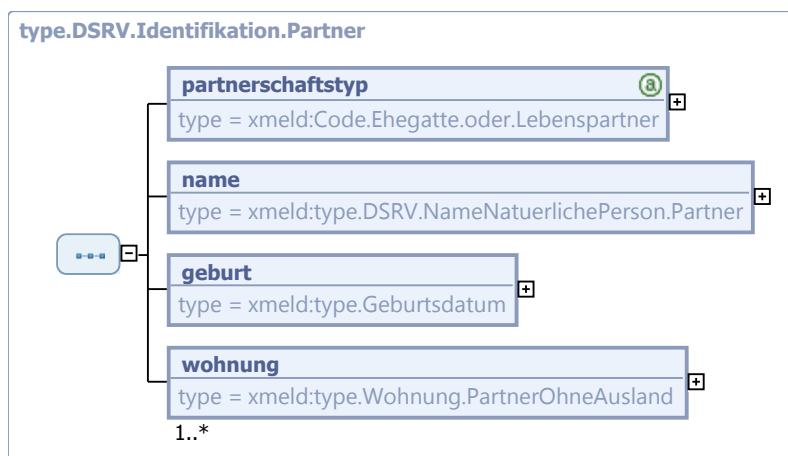 type.DSRV.Identifikation.Partner
partnerschaftstyp
type = xmeld:Code.Ehegatte.oder.Lebenspartner
name
type = xmeld:type.DSRV.NameNatuerlichePerson.Partner
geburt
type = xmeld:type.Geburtsdatum
wohnung
type = xmeld:type.Wohnung.PartnerOhneAusland
1..*